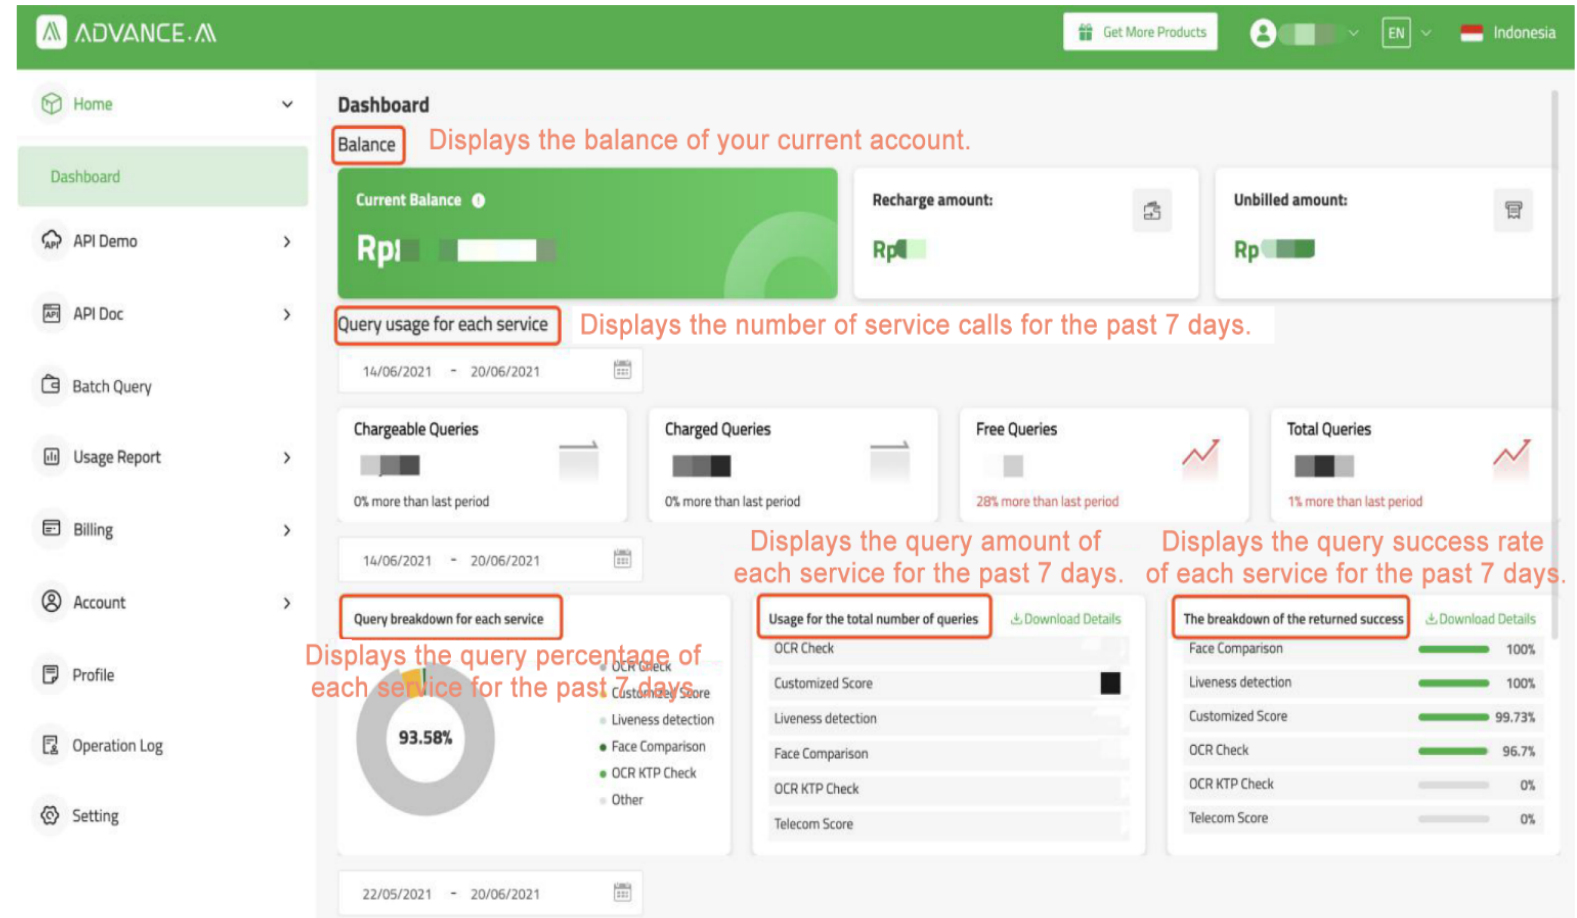 ADVANCE.AI
Get More Products
EN
Indonesia
Home
Dashboard
API Demo
API Doc
Batch Query
Usage Report
Billing
Account
Profile
Operation Log
Setting
Dashboard
Balance
Displays the balance of your current account.
Current Balance
Rp
Recharge amount:
Rp
Unbilled amount:
Rp
Query usage for each service
Displays the number of service calls for the past 7 days.
14/06/2021 - 20/06/2021
Chargeable Queries
0% more than last period
Charged Queries
0% more than last period
Free Queries
28% more than last period
Total Queries
1% more than last period
14/06/2021 - 20/06/2021
Displays the query amount of
each service for the past 7 days.
Displays the query success rate
of each service for the past 7 days.
Query breakdown for each service
Displays the query percentage of
each service for the past 7 days
93.58%
OCR Check
Customized Score
Liveness detection
Face Comparison
OCR KTP Check
Other
Usage for the total number of queries
Download Details
OCR Check
Customized Score
Liveness detection
Face Comparison
OCR KTP Check
Telecom Score
The breakdown of the returned success
Download Details
Face Comparison 100%
Liveness detection 100%
Customized Score 99.73%
OCR Check 96.7%
OCR KTP Check 0%
Telecom Score 0%
22/05/2021 - 20/06/2021